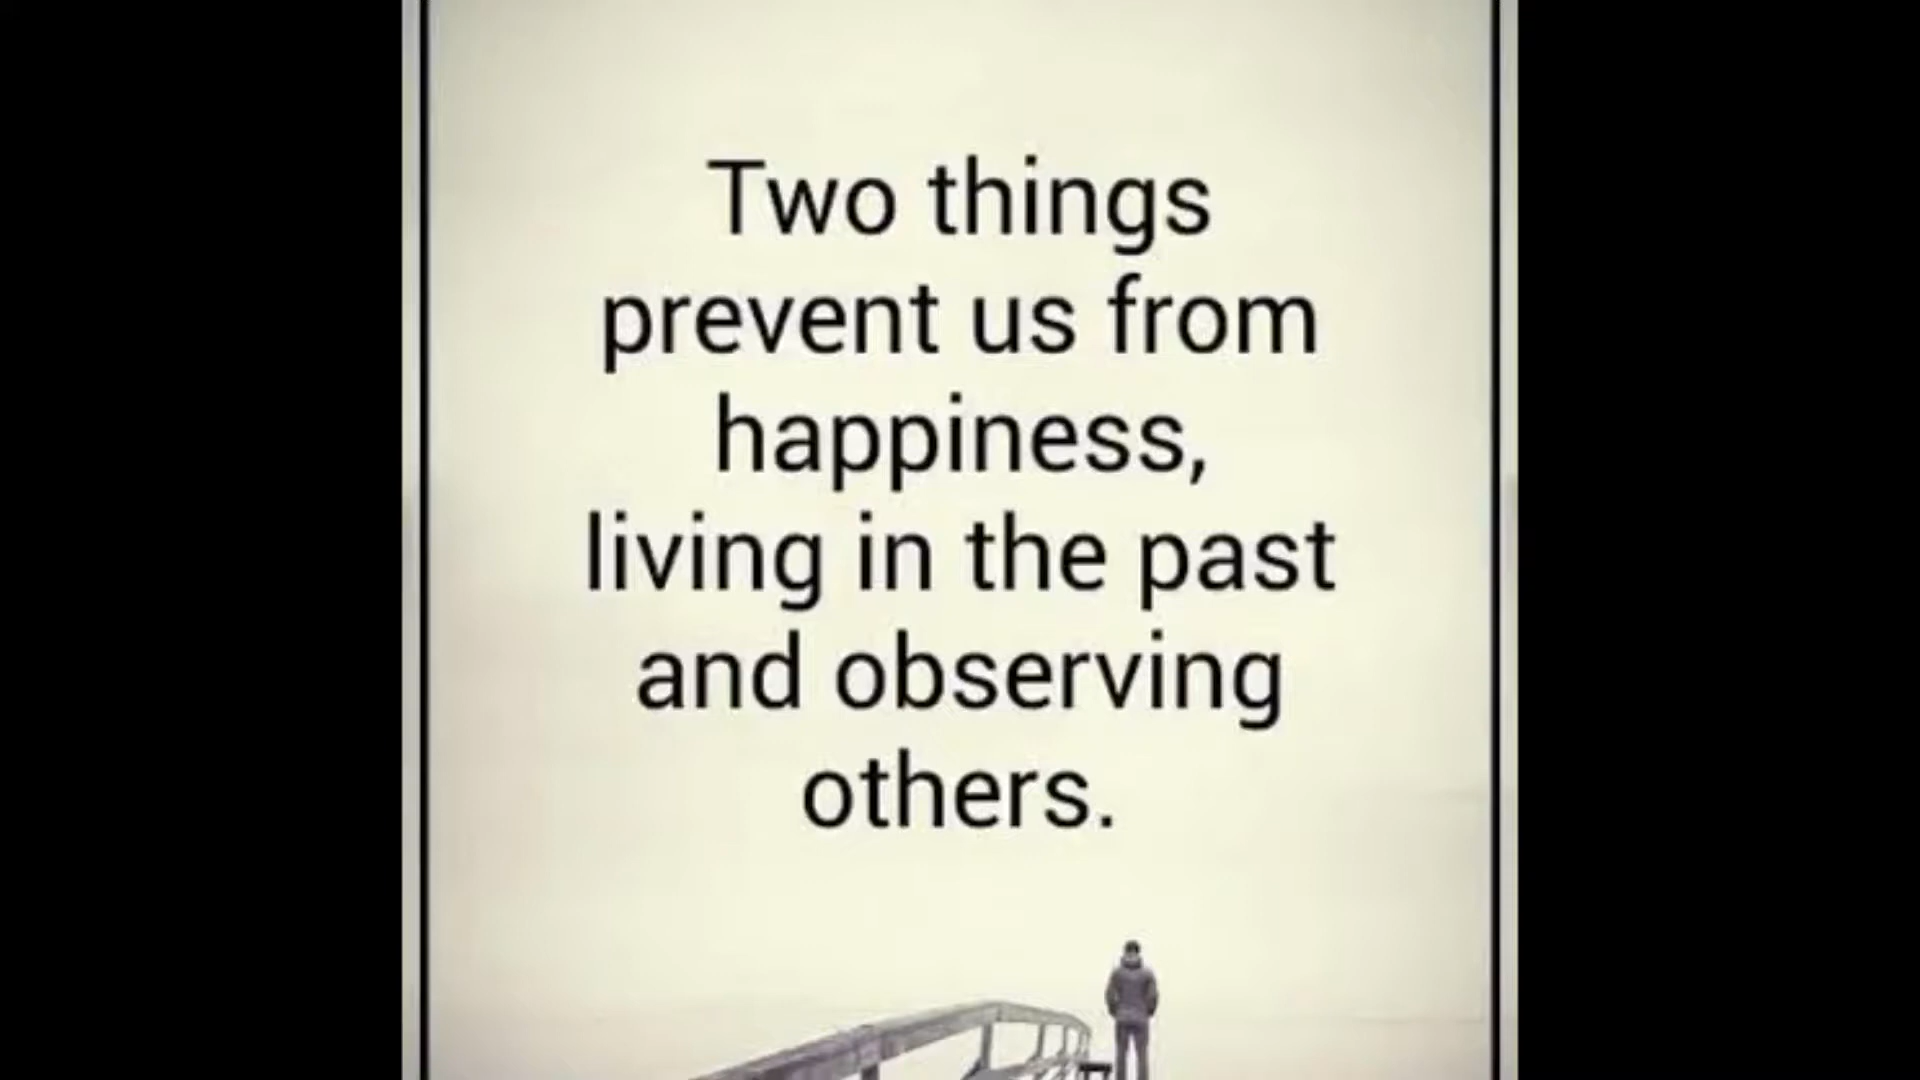 Two things
prevent us from
happiness,
living in the past
and observing
others.